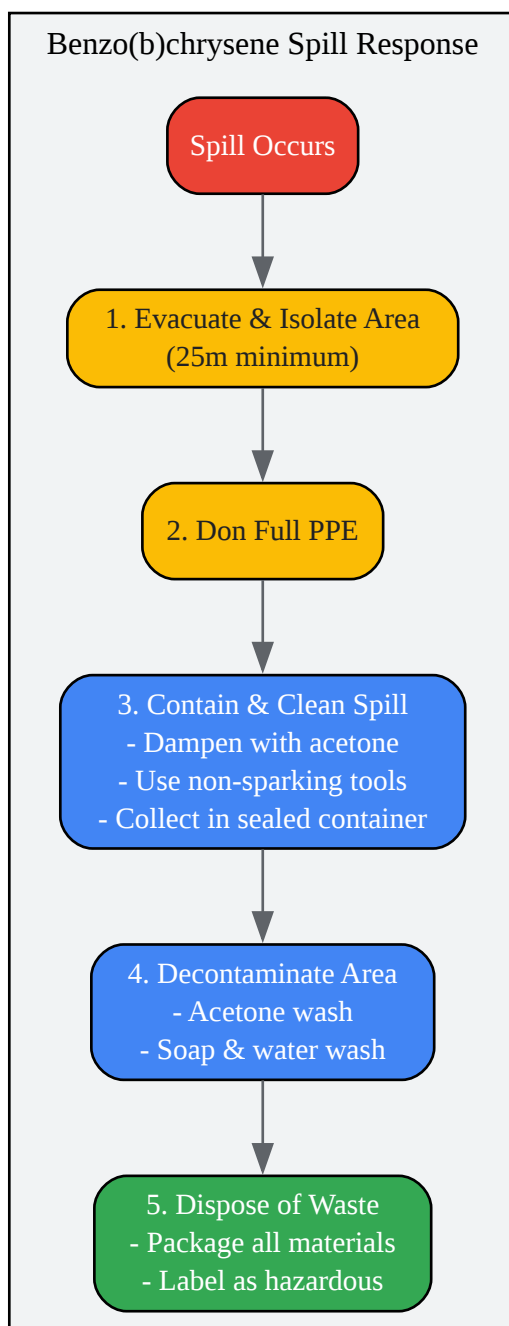 Benzo(b)chrysene Spill Response
Spill Occurs
1. Evacuate & Isolate Area
(25m minimum)
2. Don Full PPE
3. Contain & Clean Spill
- Dampen with acetone
- Use non-sparking tools
- Collect in sealed container
4. Decontaminate Area
- Acetone wash
- Soap & water wash
5. Dispose of Waste
- Package all materials
- Label as hazardous